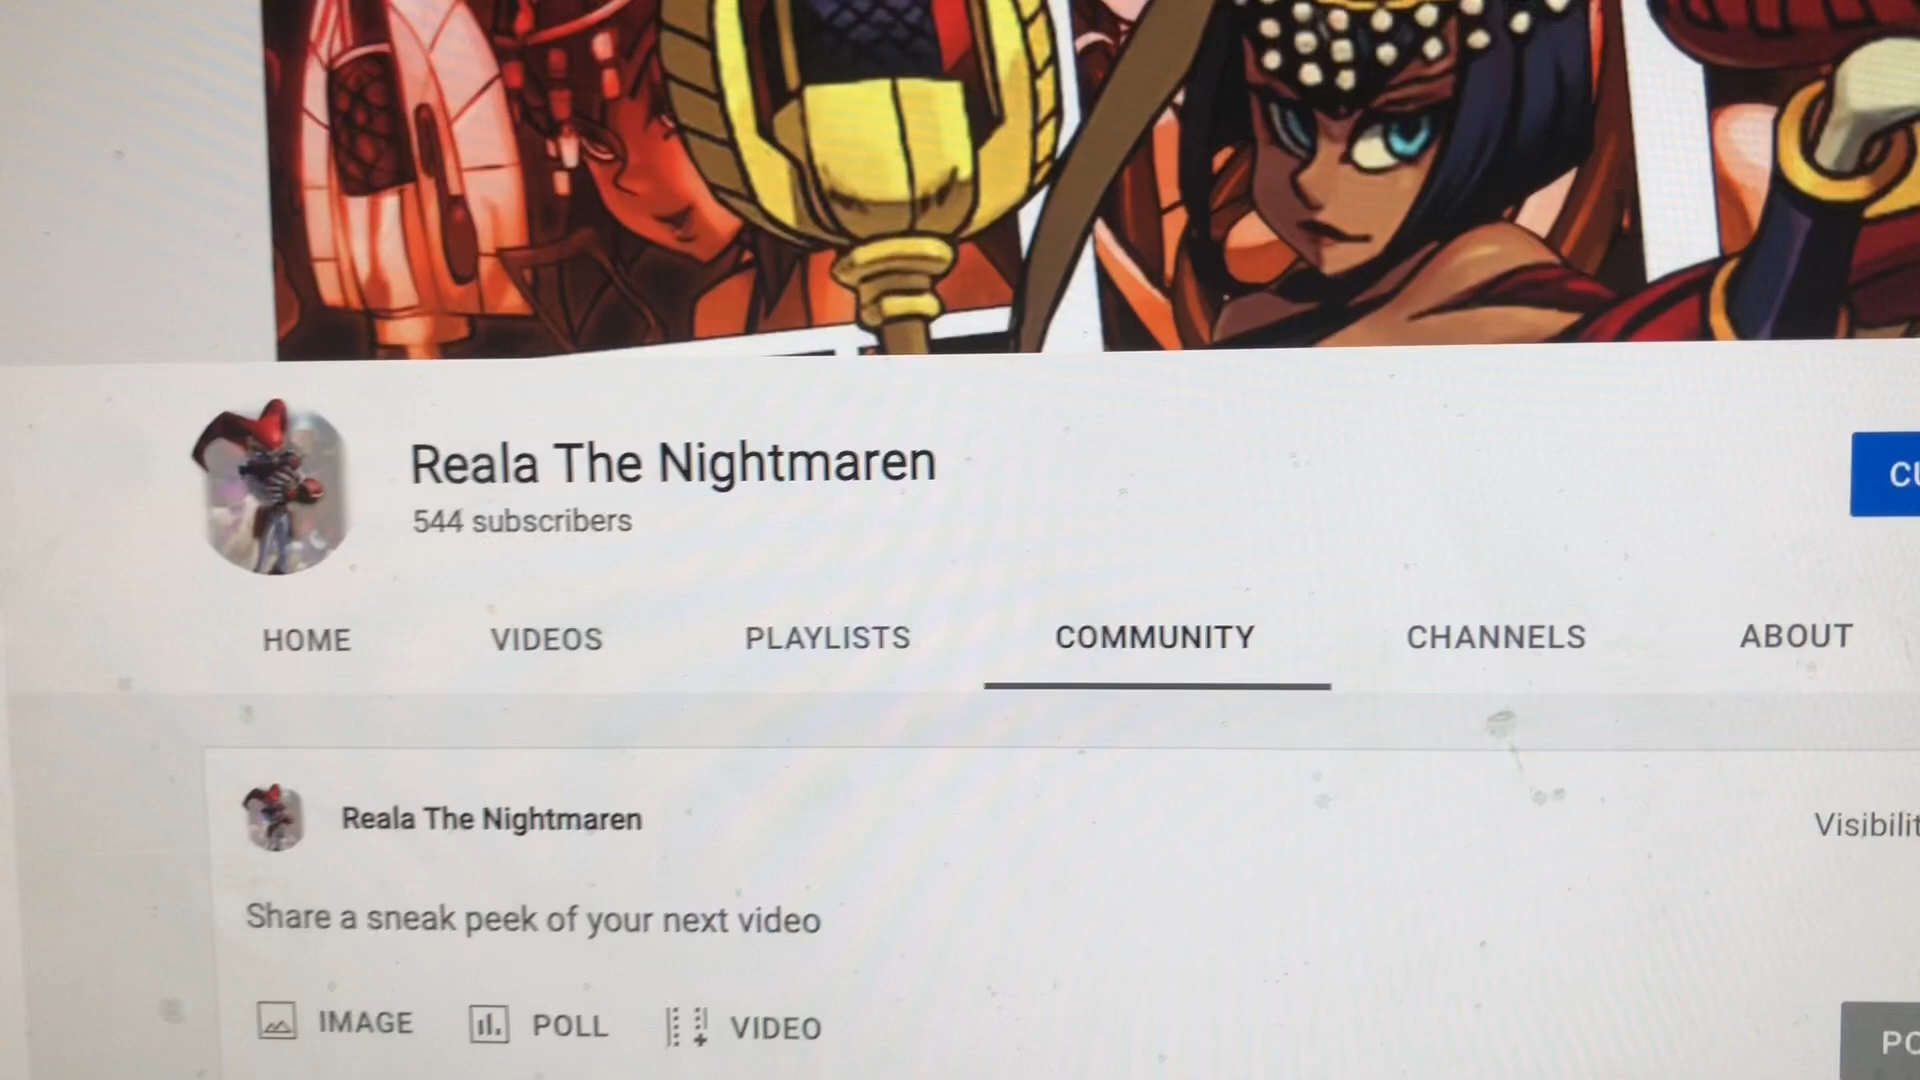 Reala The Nightmaren
544 subscribers
HOME VIDEOS PLAYLISTS COMMUNITY CHANNELS ABOUT
Reala The Nightmaren
Share a sneak peek of your next video
IMAGE POLL VIDEO